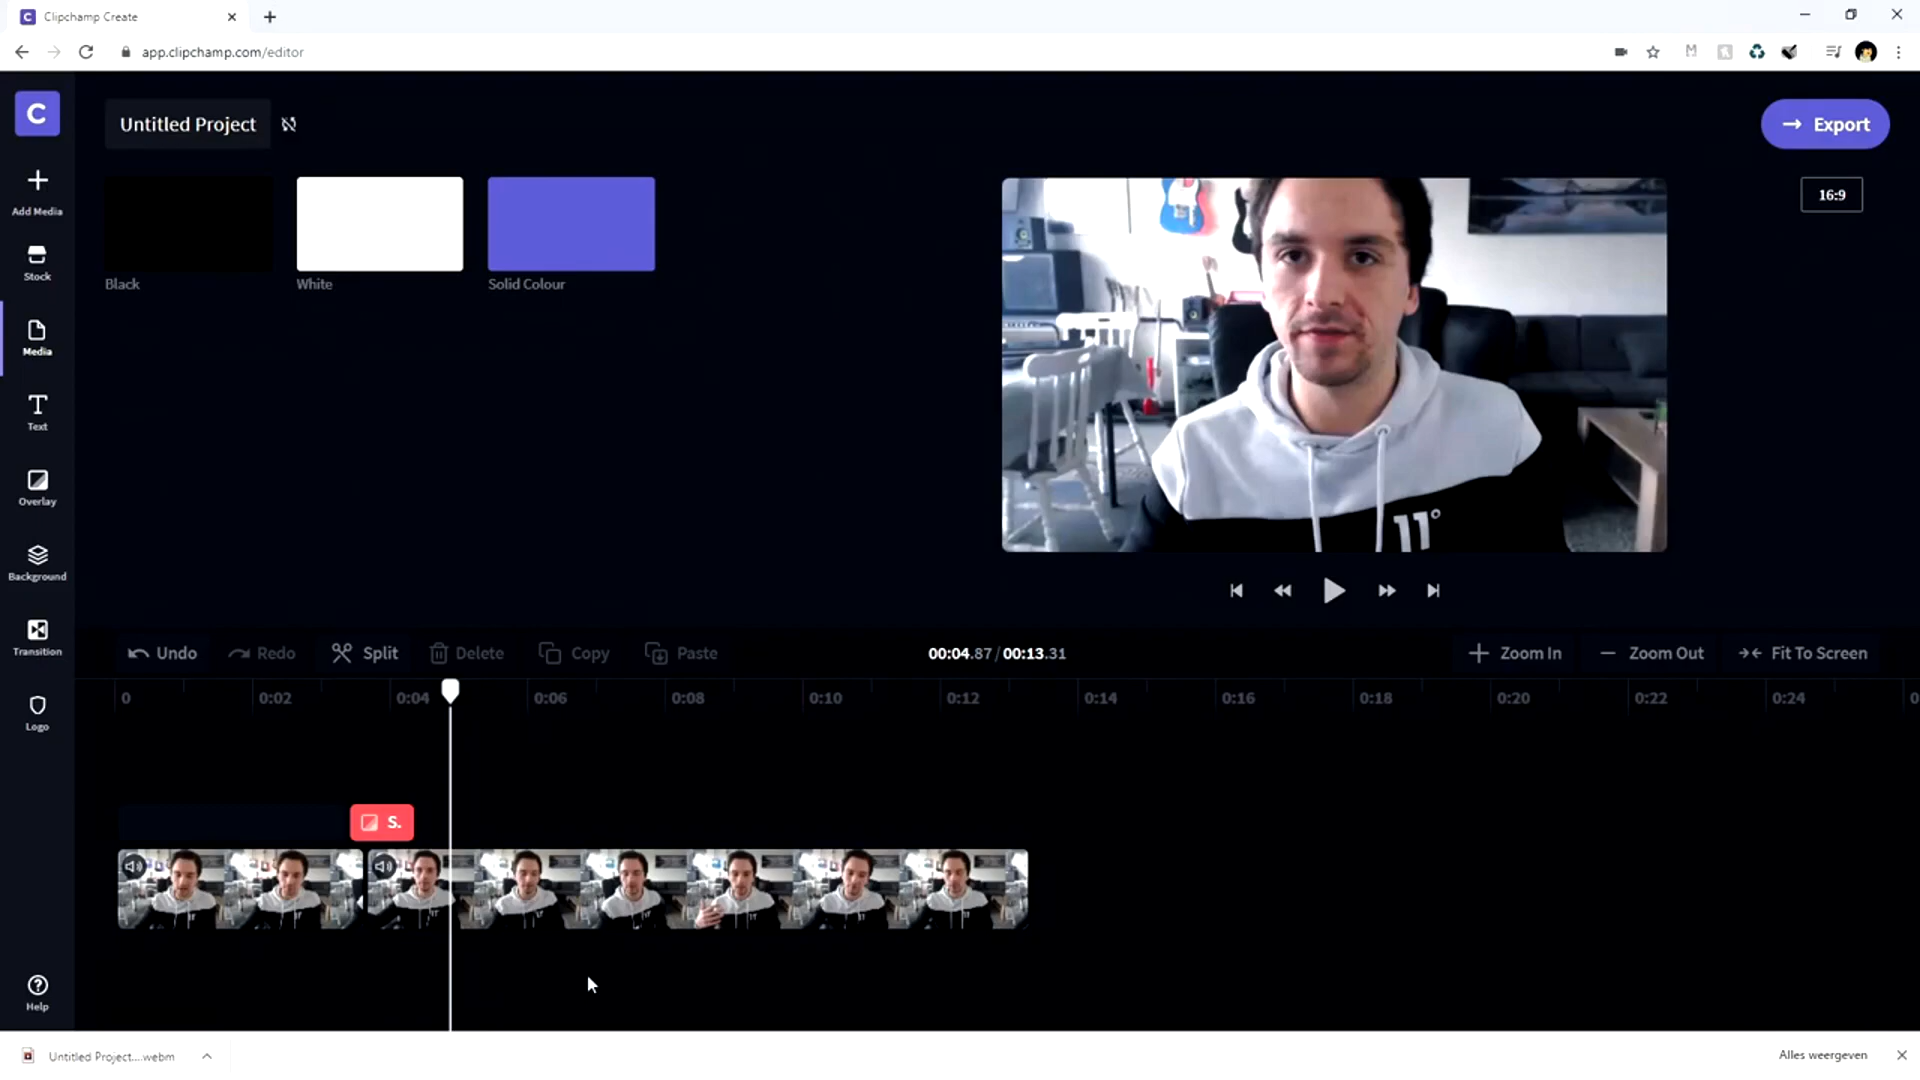 Clipchamp Create
app.clipchamp.com/editor
C
Untitled Project
Export
Add Media
Stock
Media
Text
Overlay
Background
Transition
Logo
Help
Black
White
Solid Colour
16:9
11°
Undo
Redo
Split
Delete
Copy
Paste
00:04.87 / 00:13.31
Zoom In
Zoom Out
Fit To Screen
0
0:02
0:04
0:06
0:08
0:10
0:12
0:14
0:16
0:18
0:20
0:22
0:24
0
S.
Untitled Project....webm
Alles weergeven